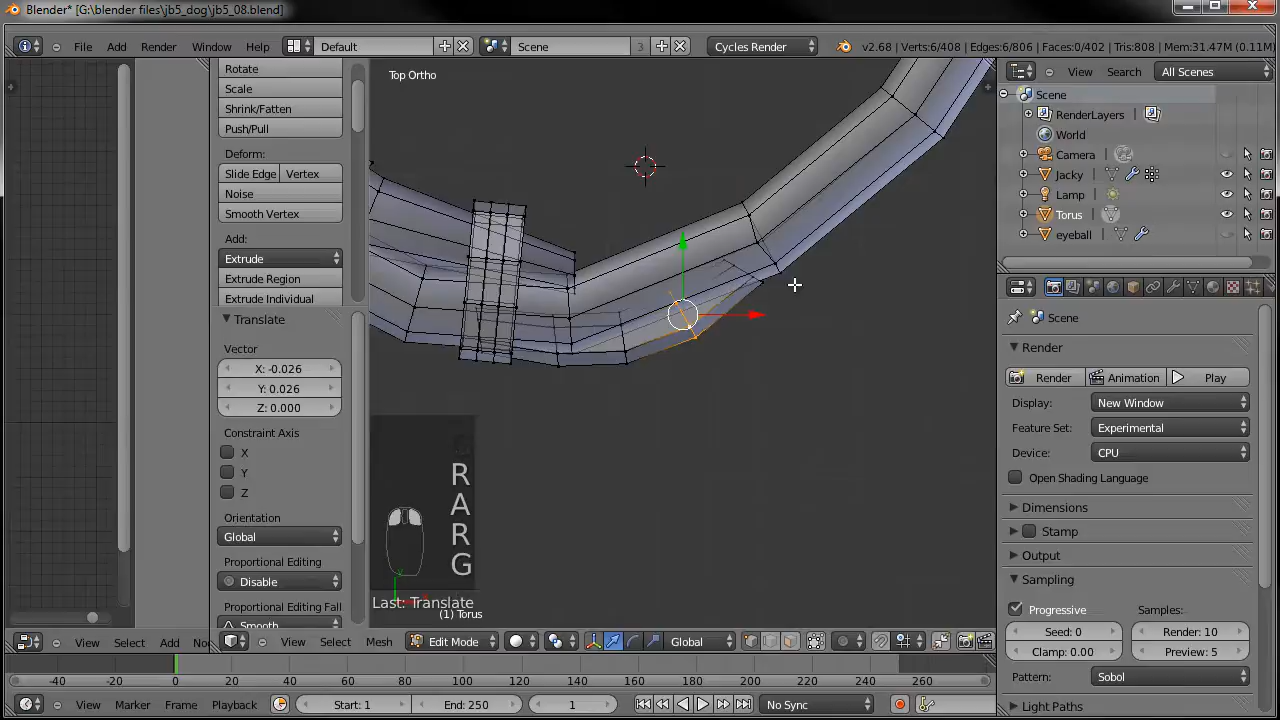 Blender* [G:\blender files\jb5_dog\jb5_08.blend]
File Add Render Window Help Default Scene 3 Cycles Render v2.68 | Verts:6/408 | Edges:6/806 | Faces:0/402 | Tris:808 | Mem:31.47M (0.11M)
Rotate
Scale
Shrink/Fatten
Push/Pull
Deform:
Slide Edge Vertex
Noise
Smooth Vertex
Add:
Extrude
Extrude Region
Extrude Individual
Translate
Vector
X: -0.026
Y: 0.026
Z: 0.000
Constraint Axis
X
Y
Z
Orientation
Global
Proportional Editing
Disable
Proportional Editing Fall
Smooth
Top Ortho
R
A
R
G
Last: Translate
(1) Torus
View Search All Scenes
Scene
RenderLayers
World
Camera
Jacky
Lamp
Torus
eyeball
Scene
Render
Render Animation Play
Display: New Window
Feature Set: Experimental
Device: CPU
Open Shading Language
Dimensions
Stamp
Output
Sampling
Progressive Samples:
Seed: 0 Render: 10
Clamp: 0.00 Preview: 5
Pattern: Sobol
Light Paths
View Select Add No
View Select Mesh Edit Mode Global
-40 -20 0 20 40 60 80 100 120 140 160 180 200 220 240 260
View Marker Frame Playback Start: 1 End: 250 1 No Sync